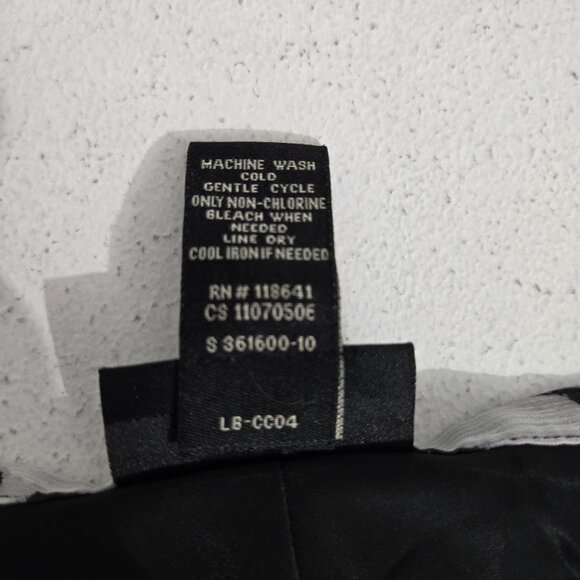 MACHINE WASH
COLD
GENTLE CYCLE
ONLY NON-CHLORINE
BLEACH WHEN
NEEDED
LINE DRY
COOL IRON IF NEEDED
RN# 118641
CS 11070506
S 361600-10
LB-CC04